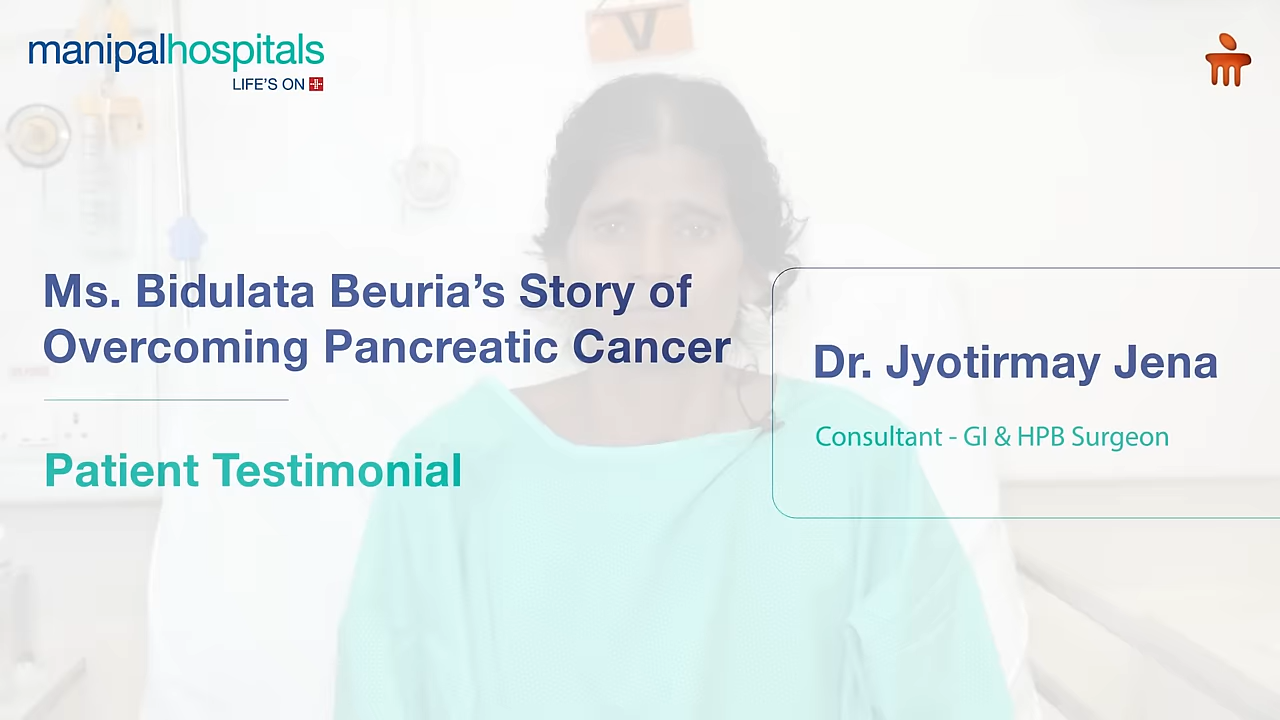 manipalhospitals
LIFE'S ON
V
Ms. Bidulata Beuria's Story of
Overcoming Pancreatic Cancer
Patient Testimonial
Dr. Jyotirmay Jena
Consultant - GI & HPB Surgeon